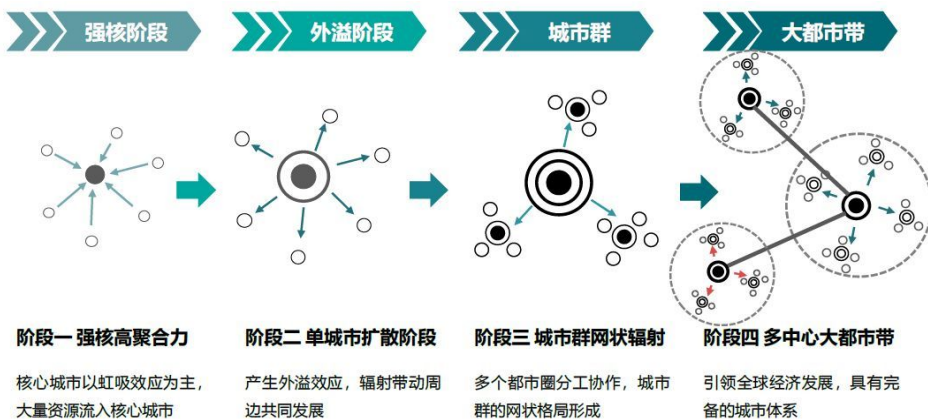 强核阶段
外溢阶段
城市群
大都市带
阶段一 强核高聚合力
核心城市以虹吸效应为主，
大量资源流入核心城市
阶段二 单城市扩散阶段
产生外溢效应，辐射带动周
边共同发展
阶段三 城市群网状辐射
多个都市圈分工协作，城市
群的网状格局形成
阶段四 多中心大都市带
引领全球经济发展，具有完
备的城市体系